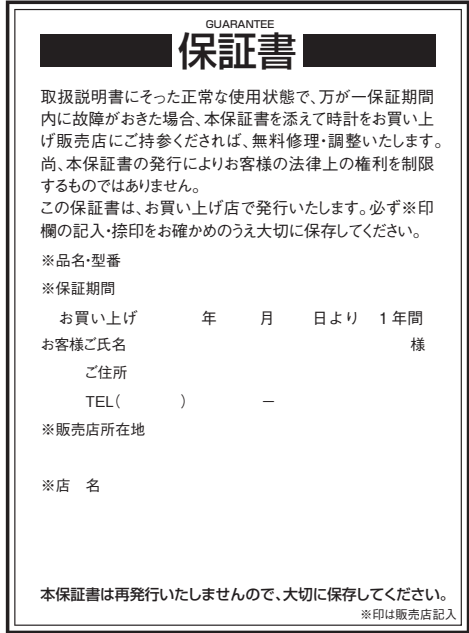 GUARANTEE
保証書
取扱説明書にそった正常な使用状態で、万が一保証期間
内に故障がおきた場合、本保証書を添えて時計をお買い上
げ販売店にご持参くだされば、無料修理・調整いたします。
尚、本保証書の発行によりお客様の法律上の権利を制限
するものではありません。
この保証書は、お買い上げ店で発行いたします。必ず※印
欄の記入・捺印をお確かめのうえ大切に保存してください。
※品名・型番
※保証期間
お買い上げ　年　月　日より　1年間
お客様ご氏名　様
ご住所
TEL(　　)　－
※販売店所在地
※店　名
本保証書は再発行いたしませんので、大切に保存してください。
※印は販売店記入